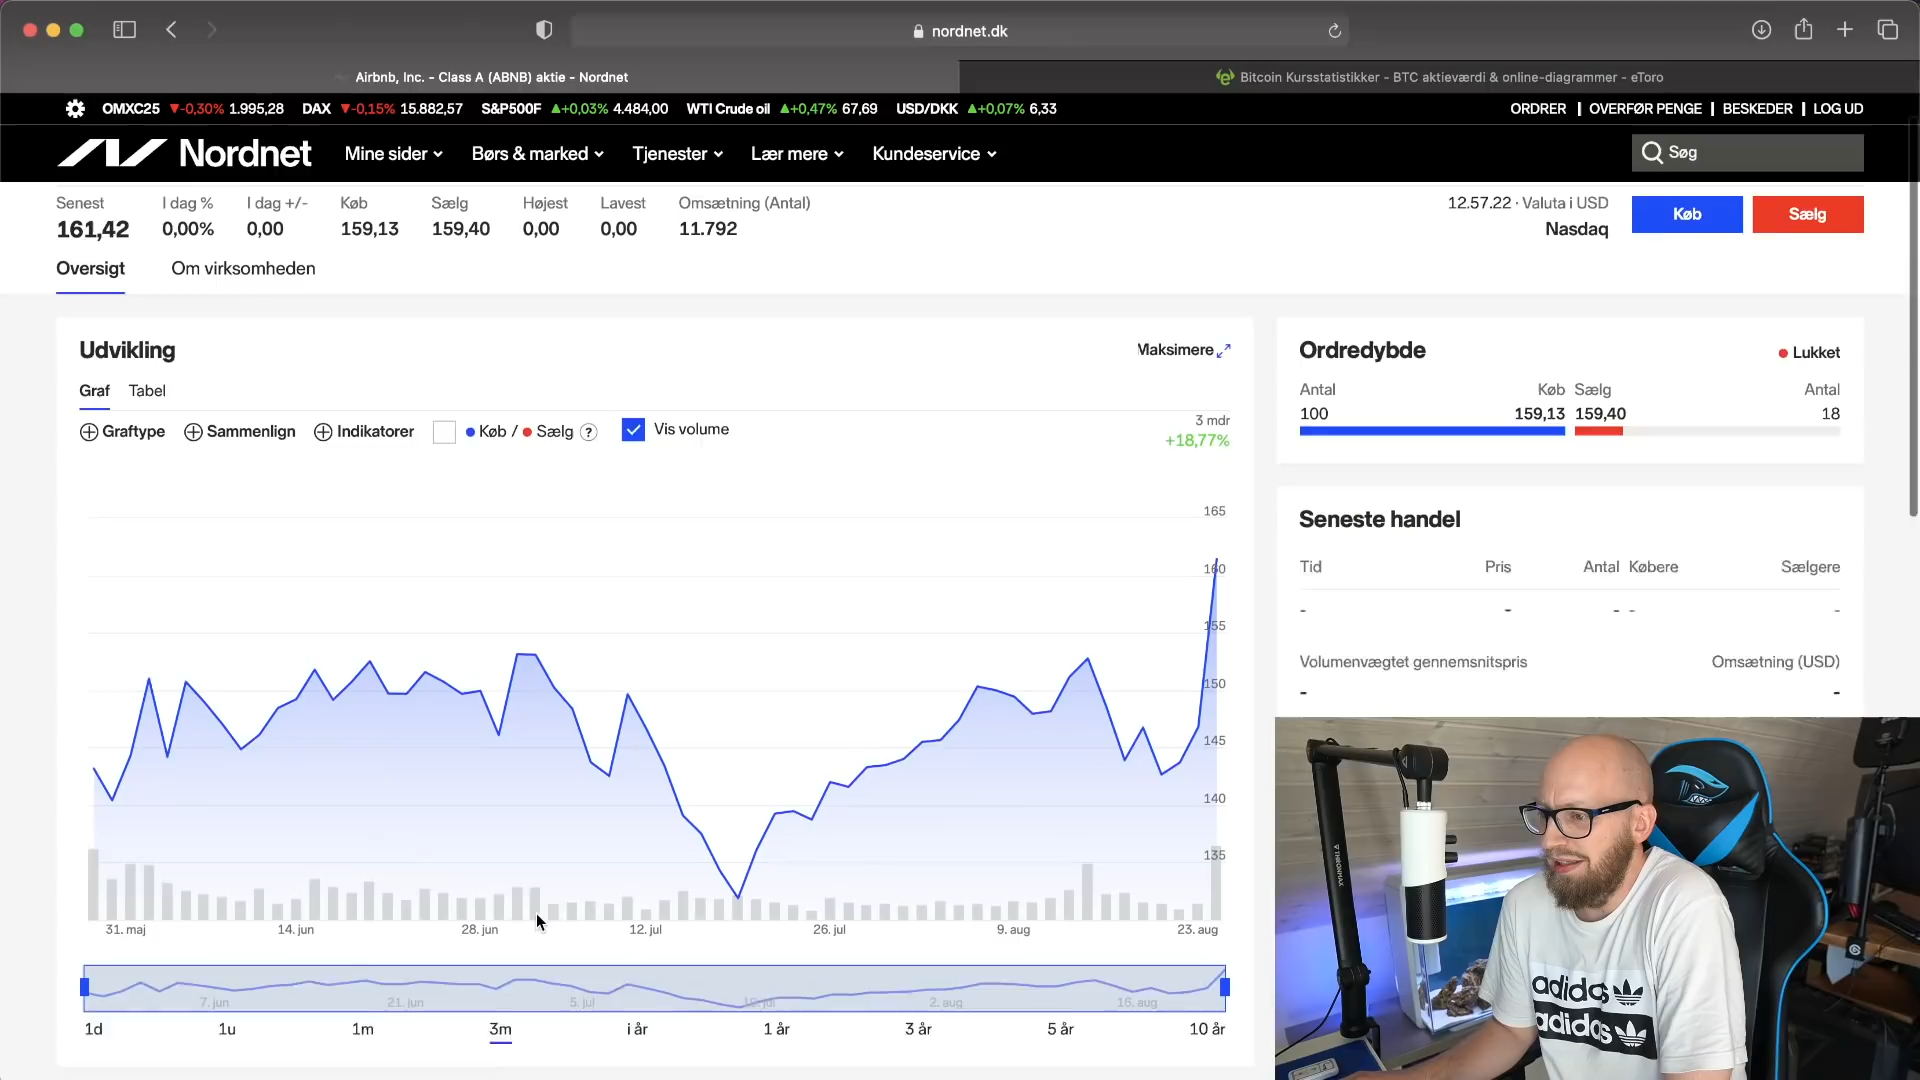 nordnet.dk
Airbnb, Inc. - Class A (ABNB) aktie - Nordnet
Bitcoin Kursstatistikker - BTC aktieværdi & online-diagrammer - eToro
OMXC25 -0,30% 1.995,28 DAX -0,15% 15.882,57 S&P500F +0,03% 4.484,00 WTI Crude oil +0,47% 67,69 USD/DKK +0,07% 6,33
ORDRER | OVERFØR PENGE | BESKEDER | LOG UD
Nordnet Mine sider Børs & marked Tjenester Lær mere Kundeservice Søg
Senest I dag % I dag +/- Køb Sælg Højest Lavest Omsætning (Antal)
161,42 0,00% 0,00 159,13 159,40 0,00 0,00 11.792
12.57.22 · Valuta i USD
Nasdaq
Køb Sælg
Oversigt Om virksomheden
Udvikling
Maksimere
Graf Tabel
Graftype Sammenlign Indikatorer Køb / Sælg ? Vis volume
3 mdr
+18,77%
165
160
155
150
145
140
135
31. maj 14. jun 28. jun 12. jul 26. jul 9. aug 23. aug
7. jun 21. jun 5. jul 19. jul 2. aug 16. aug
1d 1u 1m 3m i år 1 år 3 år 5 år 10 år
Ordredybde
Lukket
Antal Køb Sælg Antal
100 159,13 159,40 18
Seneste handel
Tid Pris Antal Købere Sælgere
- - - - -
Volumenvægtet gennemsnitspris Omsætning (USD)
- -
THRONMAX
adidas
adidas